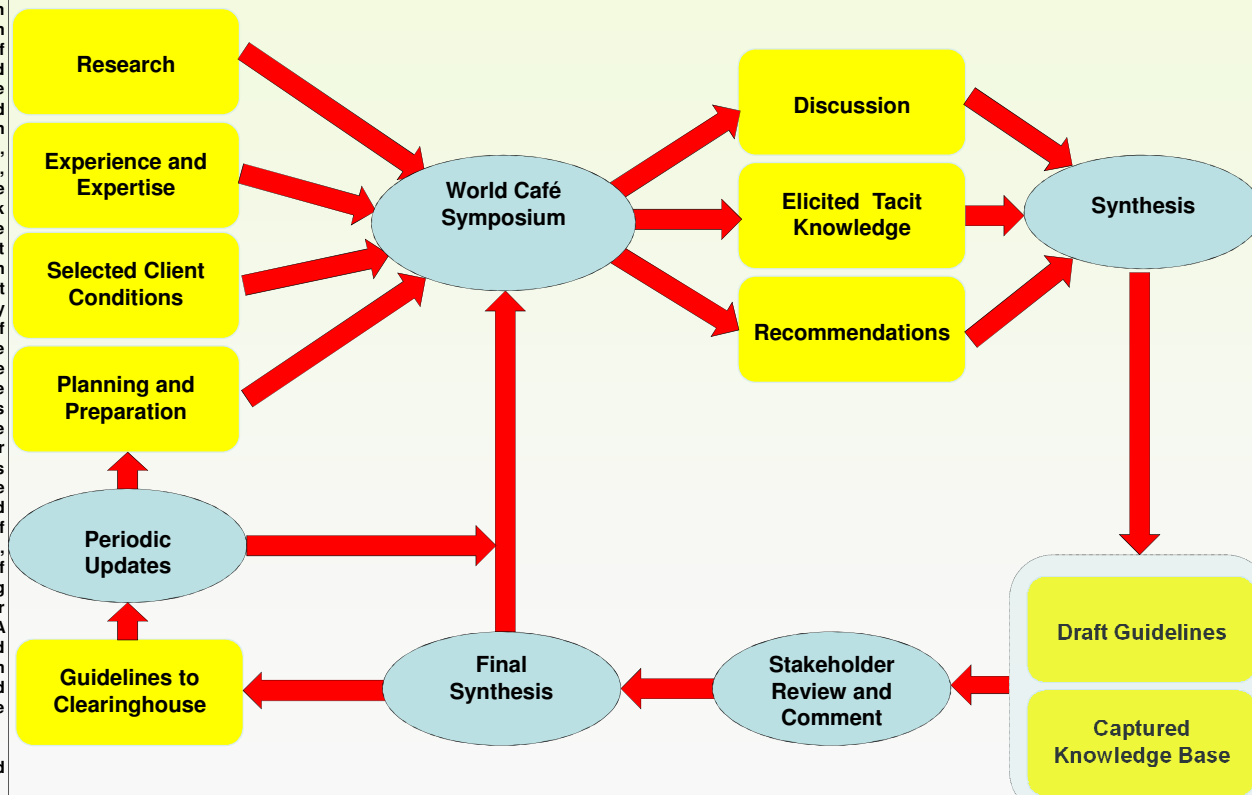 Research
Experience and
Expertise
Selected Client
Conditions
Planning and
Preparation
World Café
Symposium
Discussion
Elicited Tacit
Knowledge
Recommendations
Synthesis
Periodic
Updates
Guidelines to
Clearinghouse
Final
Synthesis
Stakeholder
Review and
Comment
Draft Guidelines
Captured
Knowledge Base